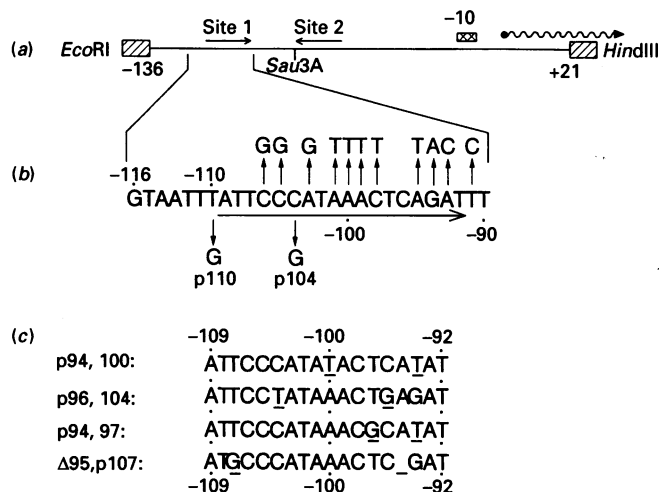 Site 1 Site 2 −10
(a) EcoRI HindIII
−136 Sau3A +21
GG G TTTT TAC C
(b) −116 −110
GTAATTTATTCCCATAAACTCAGATTT
−100 −90
G G
p110 p104
(c) −109 −100 −92
p94, 100: ATTCCCATATACTCATAT
p96, 104: ATTCCTATAAACTGAGAT
p94, 97: ATTCCCATAAACGCATAT
Δ95,p107: ATGCCCATAAACTC_GAT
−109 −100 −92